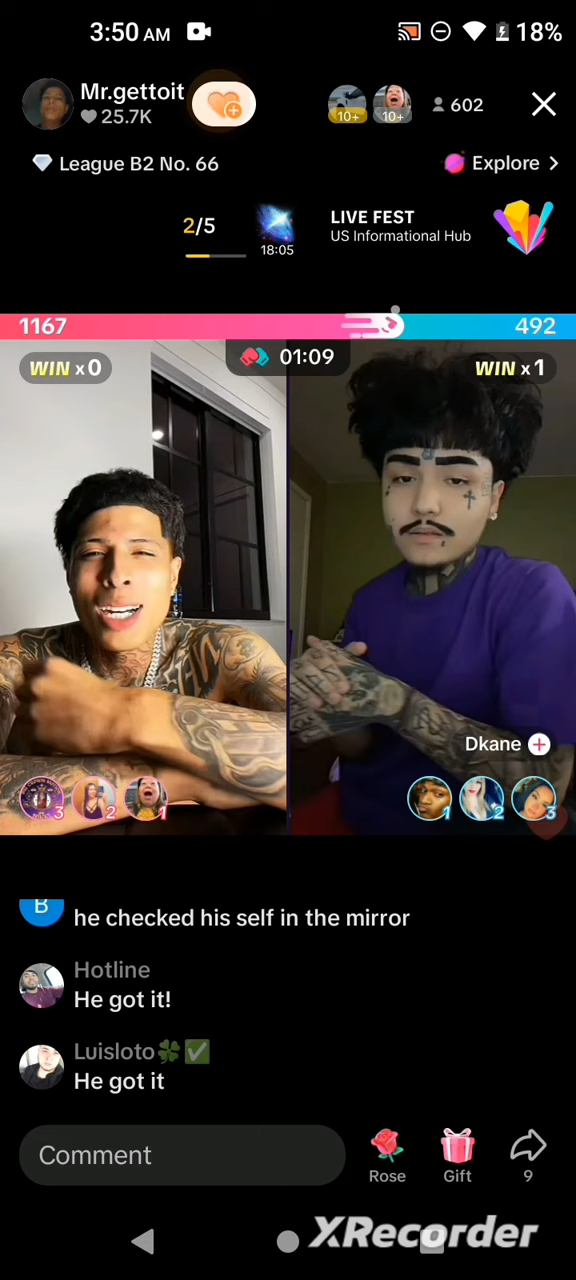 3:50 AM
18%
Mr.gettoit
25.7K
10+
10+
602
League B2 No. 66
Explore >
2/5
18:05
LIVE FEST
US Informational Hub
1167
492
WIN x0
01:09
WIN x1
Dkane
3
2
1
1
2
3
B
he checked his self in the mirror
Hotline
He got it!
Luisloto🍀✅
He got it
Comment
Rose
Gift
9
XRecorder